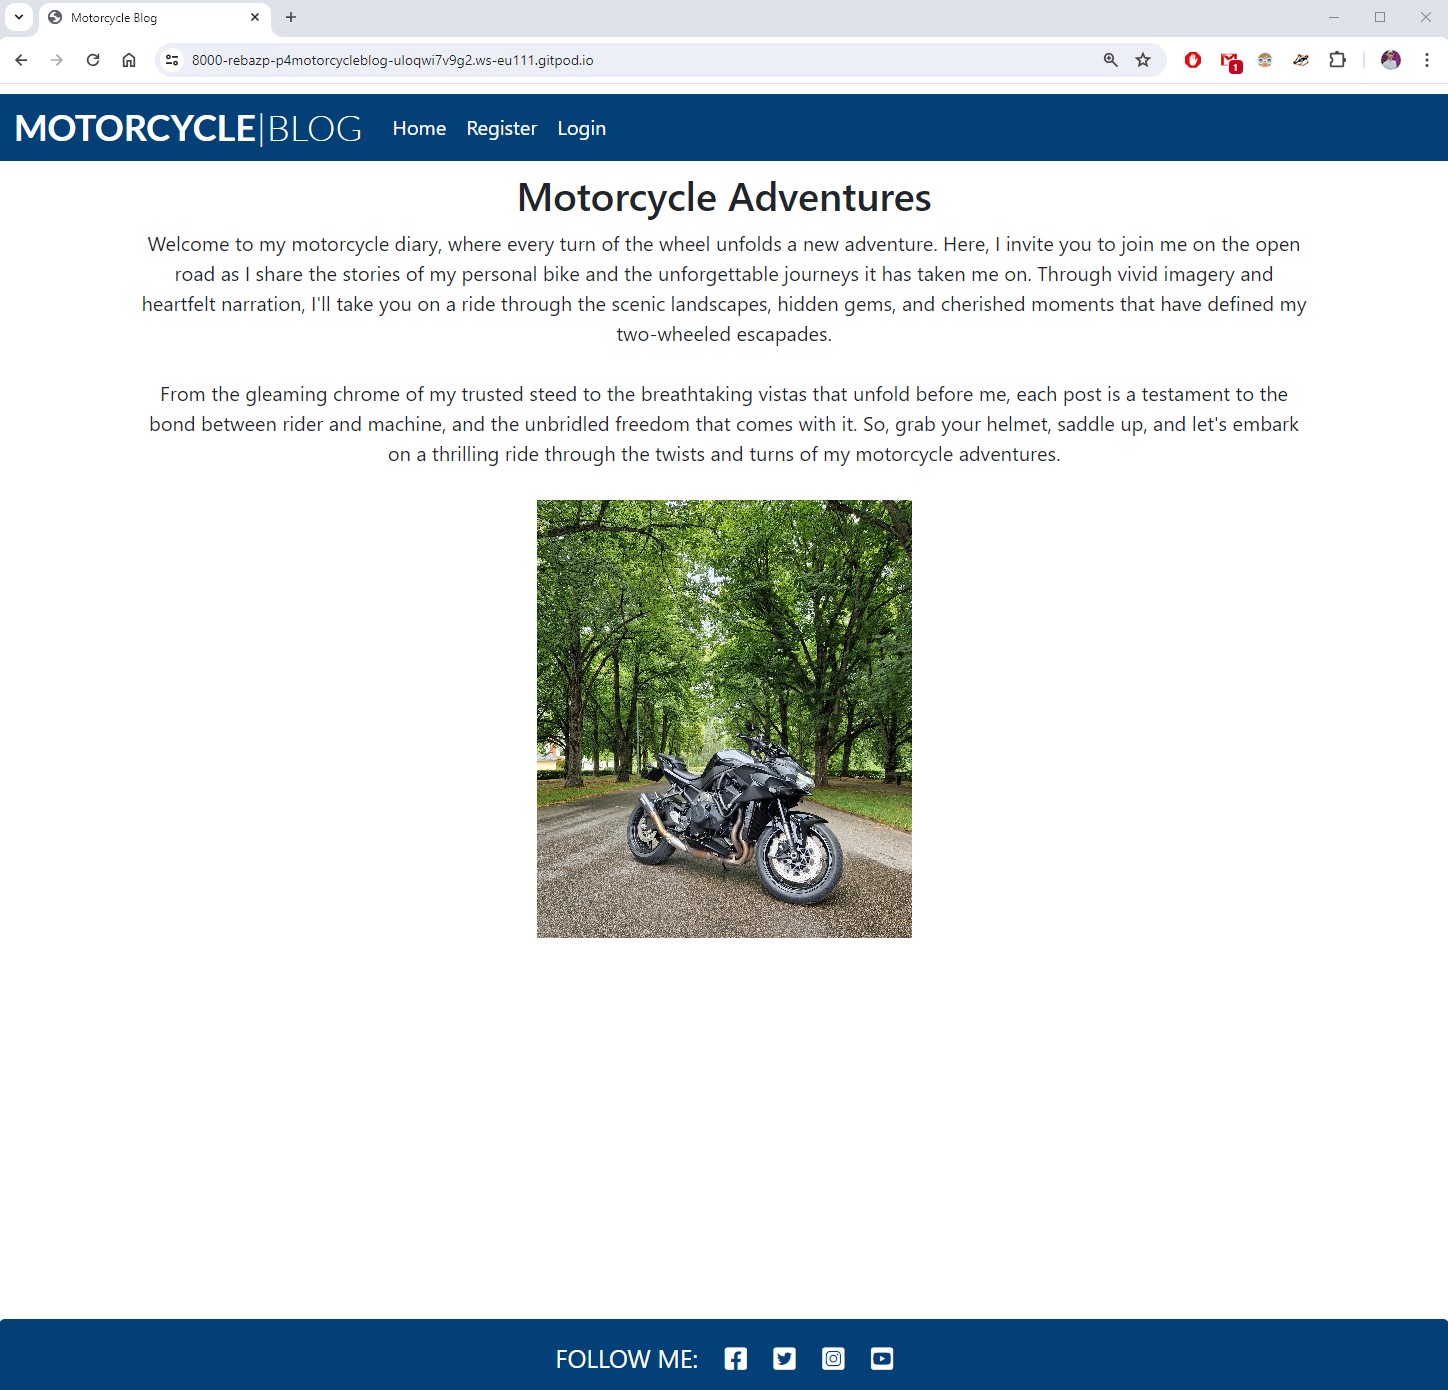 Motorcycle Blog
8000-rebazp-p4motorcycleblog-uloqwi7v9g2.ws-eu111.gitpod.io
1
MOTORCYCLE|BLOG Home Register Login
Motorcycle Adventures
Welcome to my motorcycle diary, where every turn of the wheel unfolds a new adventure. Here, I invite you to join me on the open
road as I share the stories of my personal bike and the unforgettable journeys it has taken me on. Through vivid imagery and
heartfelt narration, I'll take you on a ride through the scenic landscapes, hidden gems, and cherished moments that have defined my
two-wheeled escapades.
From the gleaming chrome of my trusted steed to the breathtaking vistas that unfold before me, each post is a testament to the
bond between rider and machine, and the unbridled freedom that comes with it. So, grab your helmet, saddle up, and let's embark
on a thrilling ride through the twists and turns of my motorcycle adventures.
FOLLOW ME: